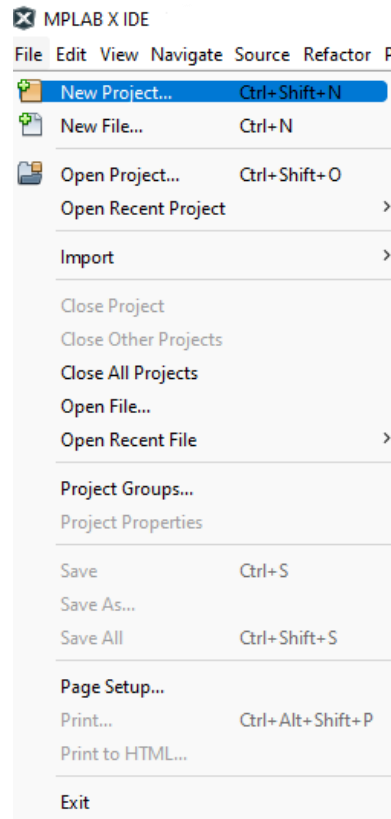 MPLAB X IDE
File Edit View Navigate Source Refactor
New Project... Ctrl+Shift+N
New File... Ctrl+N
Open Project... Ctrl+Shift+O
Open Recent Project
Import
Close Project
Close Other Projects
Close All Projects
Open File...
Open Recent File
Project Groups...
Project Properties
Save Ctrl+S
Save As...
Save All Ctrl+Shift+S
Page Setup...
Print... Ctrl+Alt+Shift+P
Print to HTML...
Exit